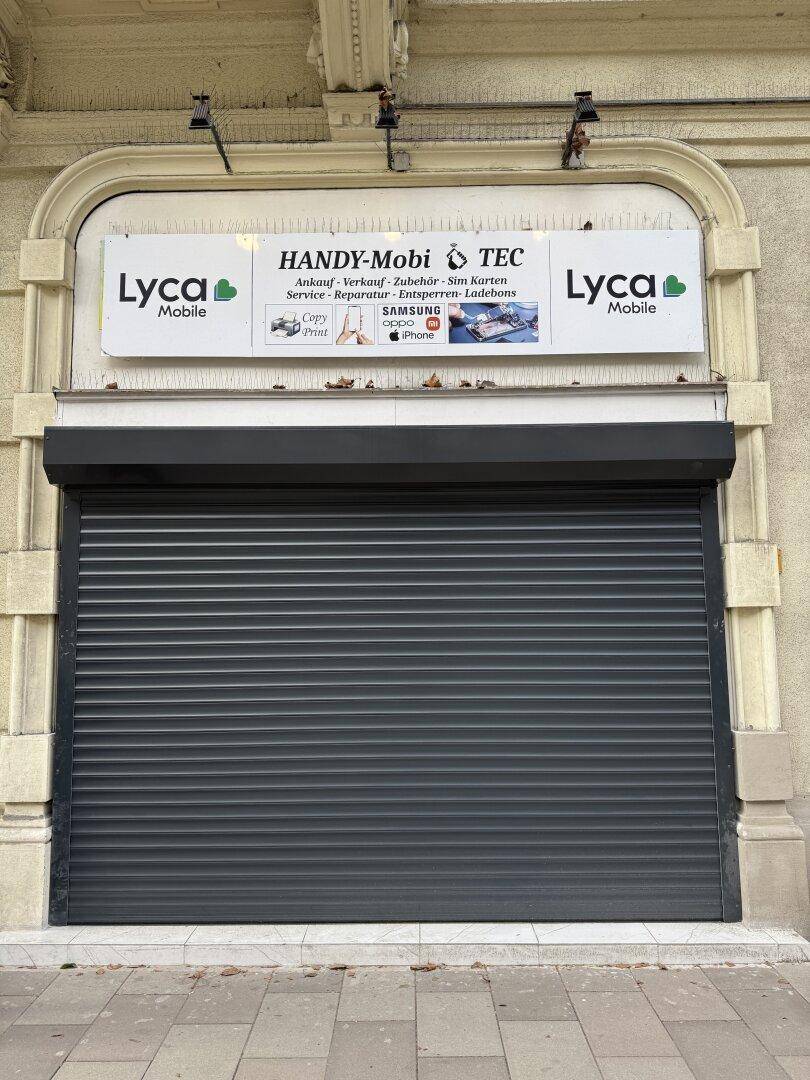 Lyca
Mobile
HANDY-Mobi TEC
Ankauf - Verkauf - Zubehör - Sim Karten
Service - Reparatur - Entsperren- Ladebons
Copy
Print
SAMSUNG
oppo
mi
iPhone
Lyca
Mobile